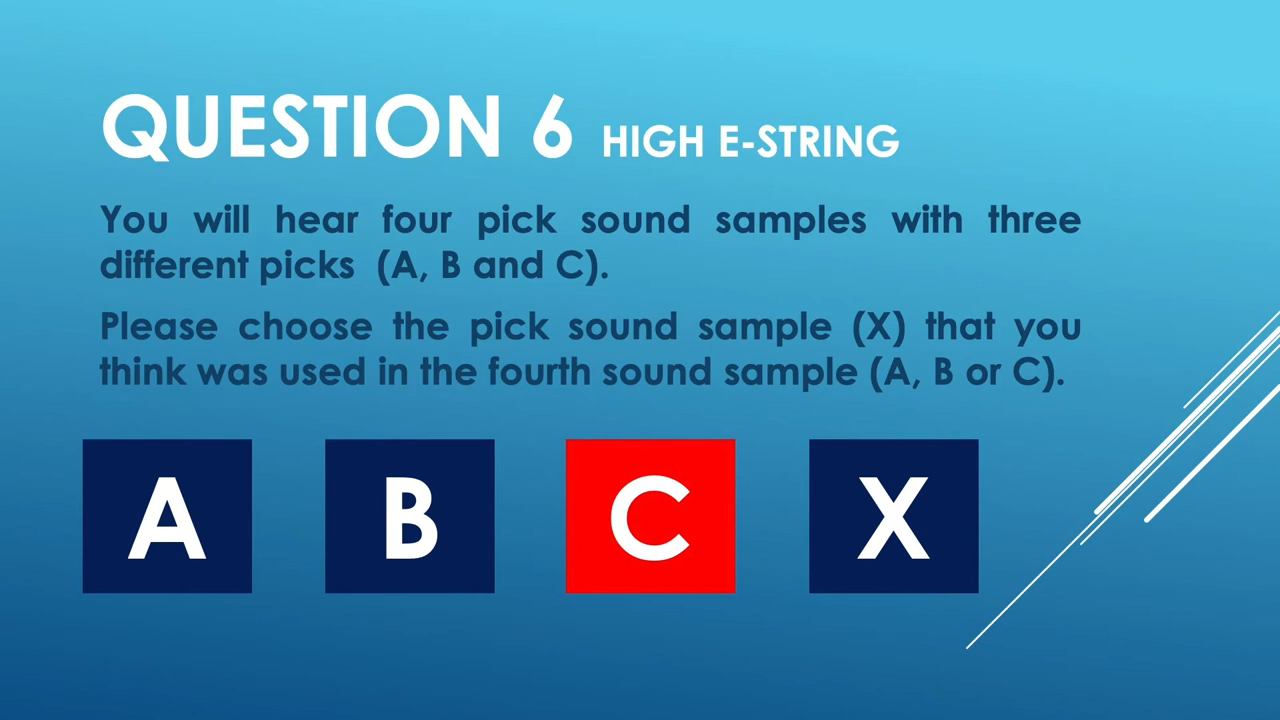 QUESTION 6 HIGH E-STRING
You will hear four pick sound samples with three
different picks (A, B and C).
Please choose the pick sound sample (X) that you
think was used in the fourth sound sample (A, B or C).
A B C X